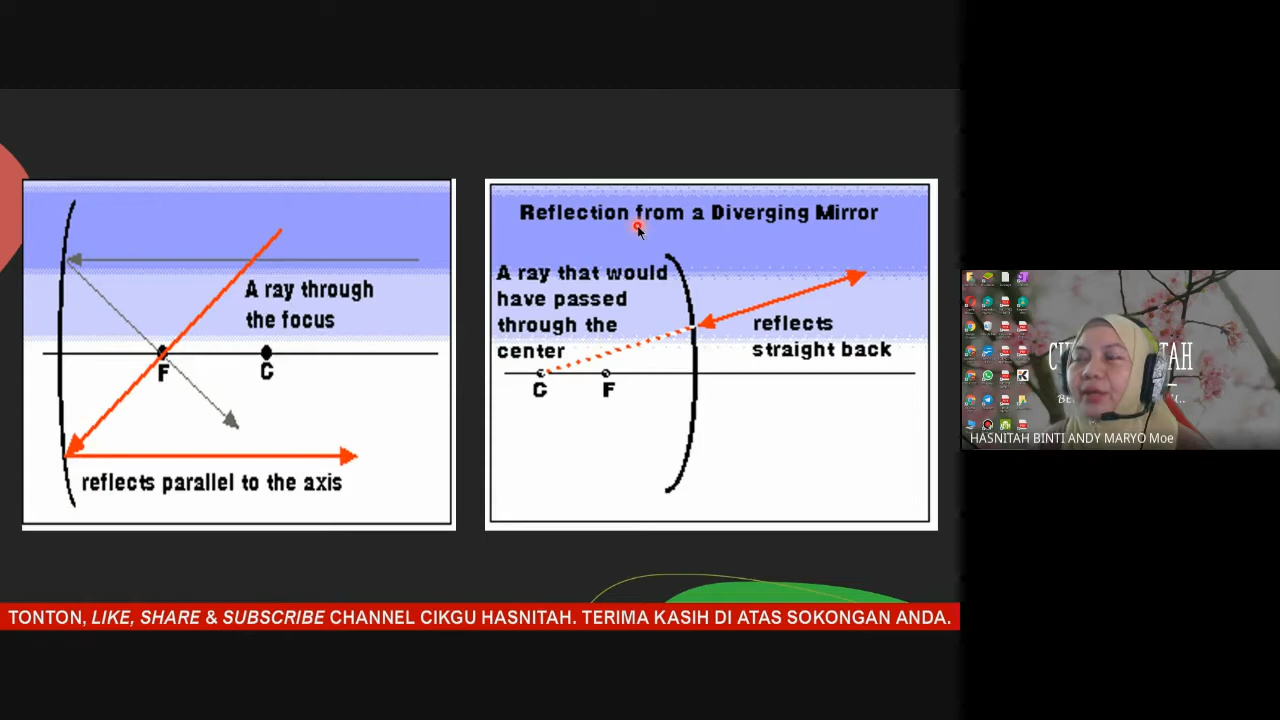 A ray through
the focus
F
C
reflects parallel to the axis
Reflection from a Diverging Mirror
A ray that would
have passed
through the
center
reflects
straight back
C
F
HASNITAH BINTI ANDY MARYO Moe
TONTON, LIKE, SHARE & SUBSCRIBE CHANNEL CIKGU HASNITAH. TERIMA KASIH DI ATAS SOKONGAN ANDA.